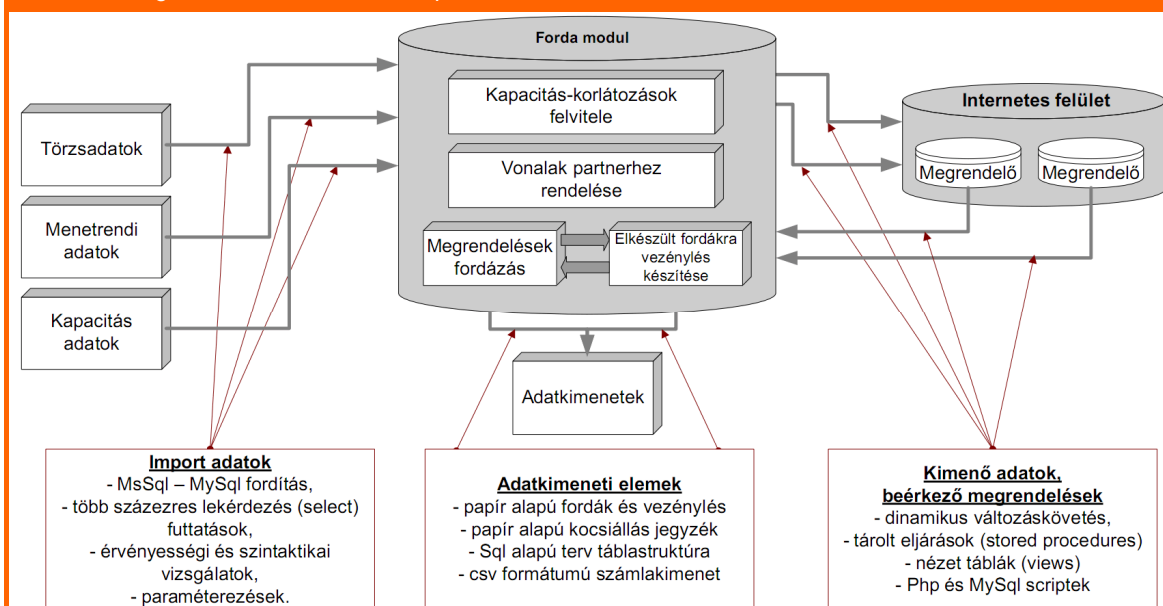 Forda modul
Kapacitás-korlátozások
felvitele
Vonalak partnerhez
rendelése
Megrendelések
fordázás
Elkészült fordákra
vezénylés
készítése
Internetes felület
Megrendelő
Megrendelő
Törzsadatok
Menetrendi
adatok
Kapacitás
adatok
Adatkimenetek
Import adatok
- MsSql – MySql fordítás,
- több százezres lekérdezés (select)
futtatások,
- érvényességi és szintaktikai
vizsgálatok,
- paraméterezések.
Adatkimeneti elemek
- papír alapú fordák és vezénylés
- papír alapú kocsiállás jegyzék
- Sql alapú terv táblastruktúra
- csv formátumú számlakimenet
Kimenő adatok,
beérkező megrendelések
- dinamikus változáskövetés,
- tárolt eljárások (stored procedures)
- nézet táblák (views)
- Php és MySql scriptek